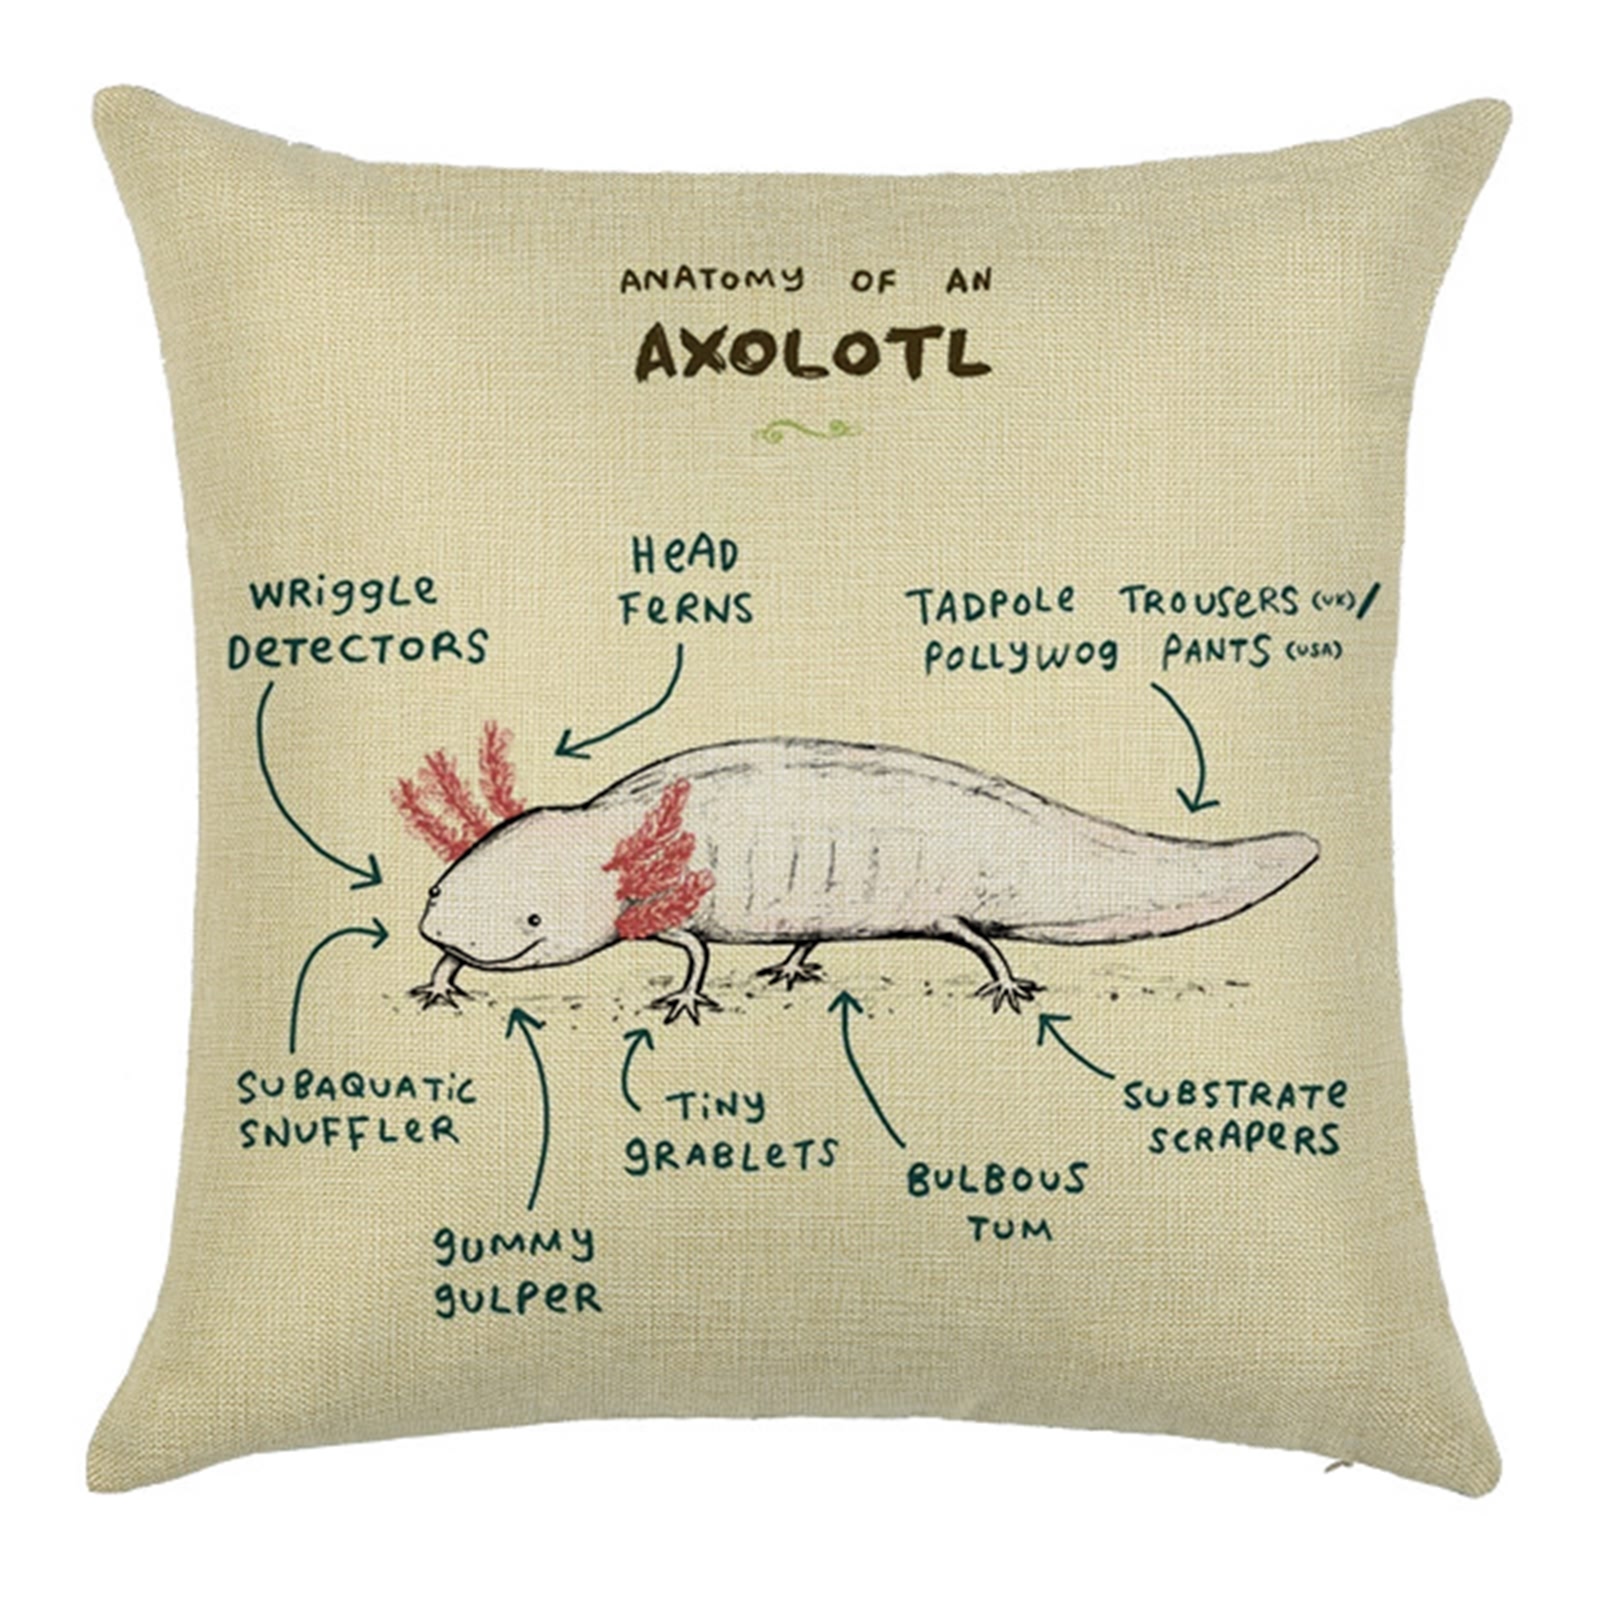 ANATOMY OF AN
AXOLOTL
HeAD
FeRNS
WRiggLe
DeTeCTORS
TADPOLe TROUSeRS (UK)/
POLLYWOg PANTS (USA)
SUBAQUATiC
SNUFFLeR
TiNY
gRABLeTS
SUBSTRATe
SCRAPeRS
BULBOUS
TUM
gUMMY
gULPeR